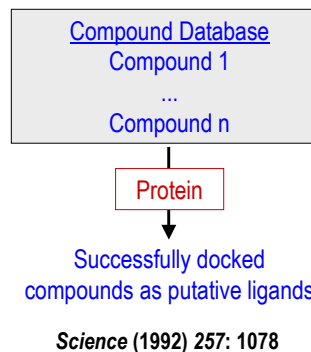 Compound Database
Compound 1
...
Compound n
Protein
Successfully docked
compounds as putative ligands
Science (1992) 257: 1078